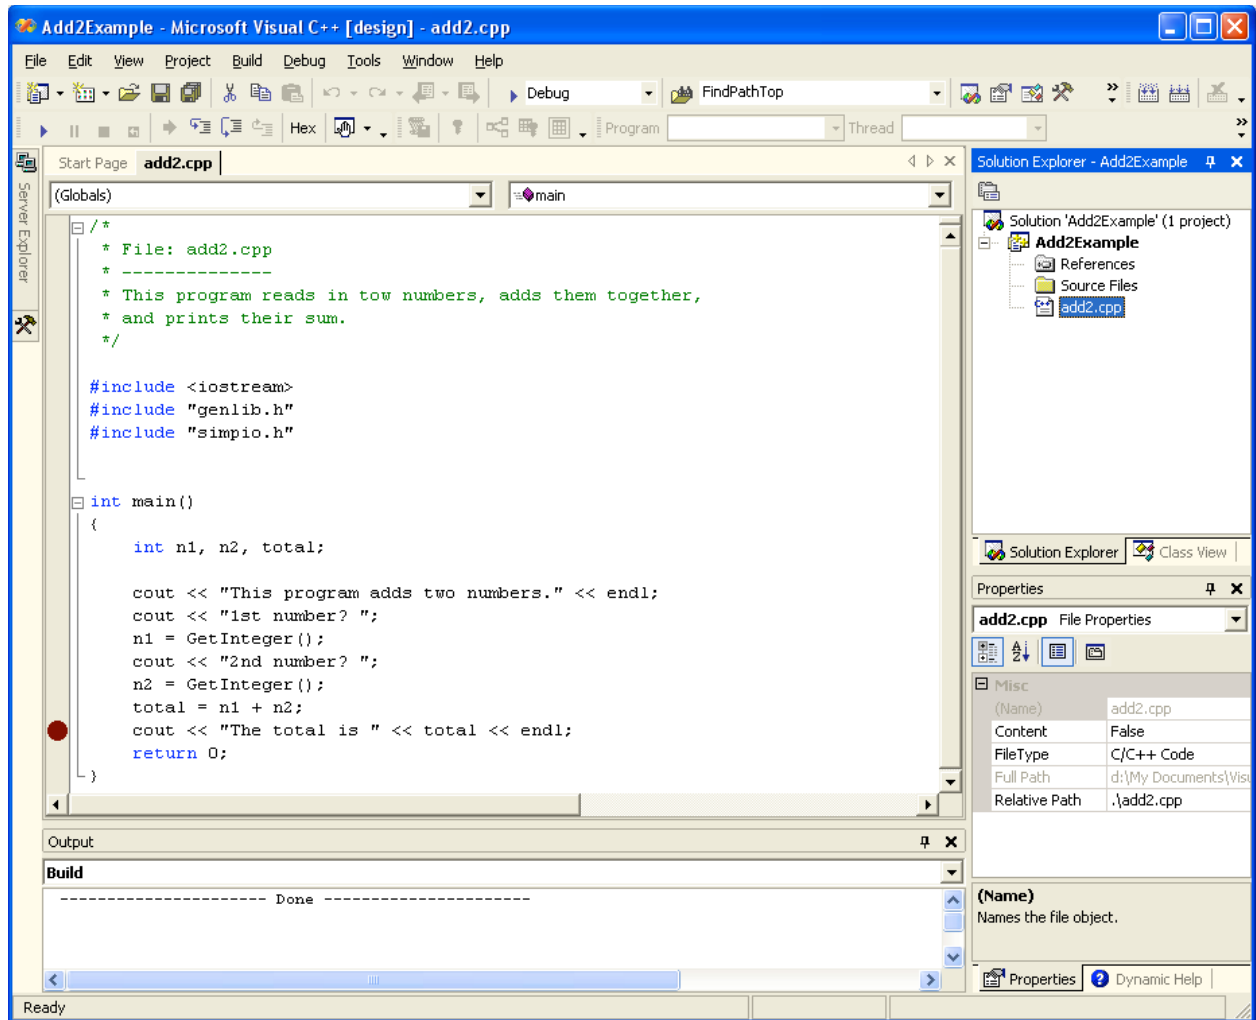 Add2Example - Microsoft Visual C++ [design] - add2.cpp
File Edit View Project Build Debug Tools Window Help
Debug FindPathTop
Hex Program Thread
Server Explorer
Start Page add2.cpp
(Globals) main
/*
* File: add2.cpp
* --------------
* This program reads in tow numbers, adds them together,
* and prints their sum.
*/
#include <iostream>
#include "genlib.h"
#include "simpio.h"
int main()
{
int n1, n2, total;
cout << "This program adds two numbers." << endl;
cout << "1st number? ";
n1 = GetInteger();
cout << "2nd number? ";
n2 = GetInteger();
total = n1 + n2;
cout << "The total is " << total << endl;
return 0;
}
Output
Build
---------------------- Done ----------------------
Ready
Solution Explorer - Add2Example
Solution 'Add2Example' (1 project)
Add2Example
References
Source Files
add2.cpp
Solution Explorer Class View
Properties
add2.cpp File Properties
Misc
(Name) add2.cpp
Content False
FileType C/C++ Code
Full Path d:\My Documents\Visu
Relative Path .\add2.cpp
(Name)
Names the file object.
Properties Dynamic Help